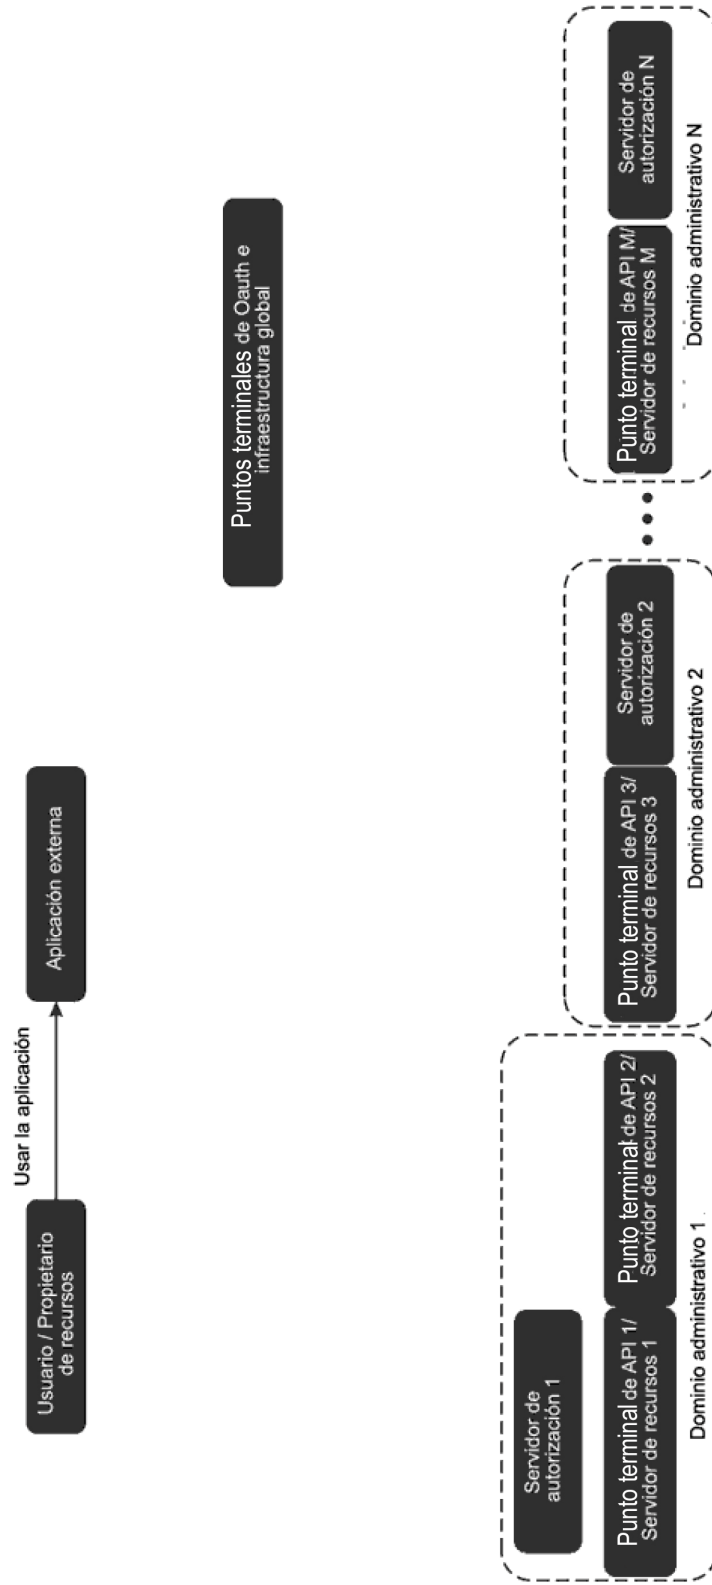 Usuario / Propietario
de recursos
Usar la aplicación
Aplicación externa
Puntos terminales de Oauth e
infraestructura global
Servidor de
autorización 1
Punto terminal de API 1/
Servidor de recursos 1
Punto terminal de API 2/
Servidor de recursos 2
Dominio administrativo 1
Punto terminal de API 3/
Servidor de recursos 3
Servidor de
autorización 2
Dominio administrativo 2
Punto terminal de API M/
Servidor de recursos M
Servidor de
autorización N
Dominio administrativo N